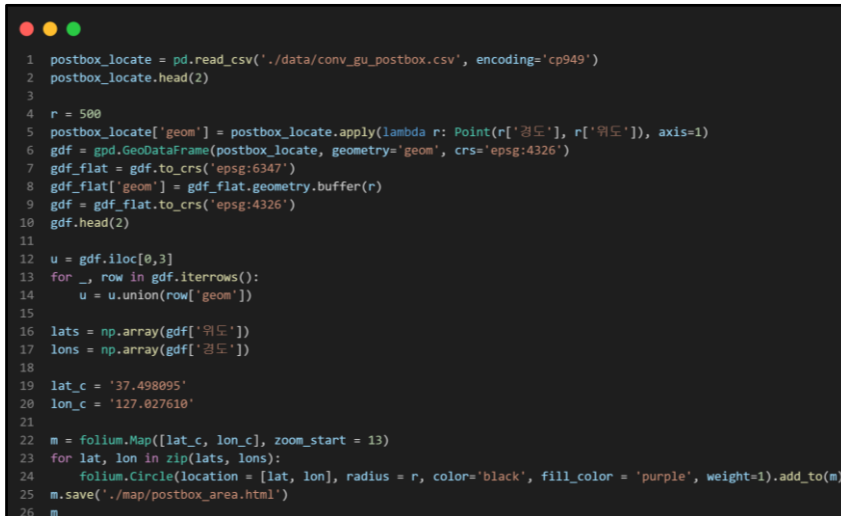 1 postbox_locate = pd.read_csv('./data/conv_gu_postbox.csv', encoding='cp949')
2 postbox_locate.head(2)
3
4 r = 500
5 postbox_locate['geom'] = postbox_locate.apply(lambda r: Point(r['경도'], r['위도']), axis=1)
6 gdf = gpd.GeoDataFrame(postbox_locate, geometry='geom', crs='epsg:4326')
7 gdf_flat = gdf.to_crs('epsg:6347')
8 gdf_flat['geom'] = gdf_flat.geometry.buffer(r)
9 gdf = gdf_flat.to_crs('epsg:4326')
10 gdf.head(2)
11
12 u = gdf.iloc[0,3]
13 for _, row in gdf.iterrows():
14     u = u.union(row['geom'])
15
16 lats = np.array(gdf['위도'])
17 lons = np.array(gdf['경도'])
18
19 lat_c = '37.498095'
20 lon_c = '127.027610'
21
22 m = folium.Map([lat_c, lon_c], zoom_start = 13)
23 for lat, lon in zip(lats, lons):
24     folium.Circle(location = [lat, lon], radius = r, color='black', fill_color = 'purple', weight=1).add_to(m)
25 m.save('./map/postbox_area.html')
26 m